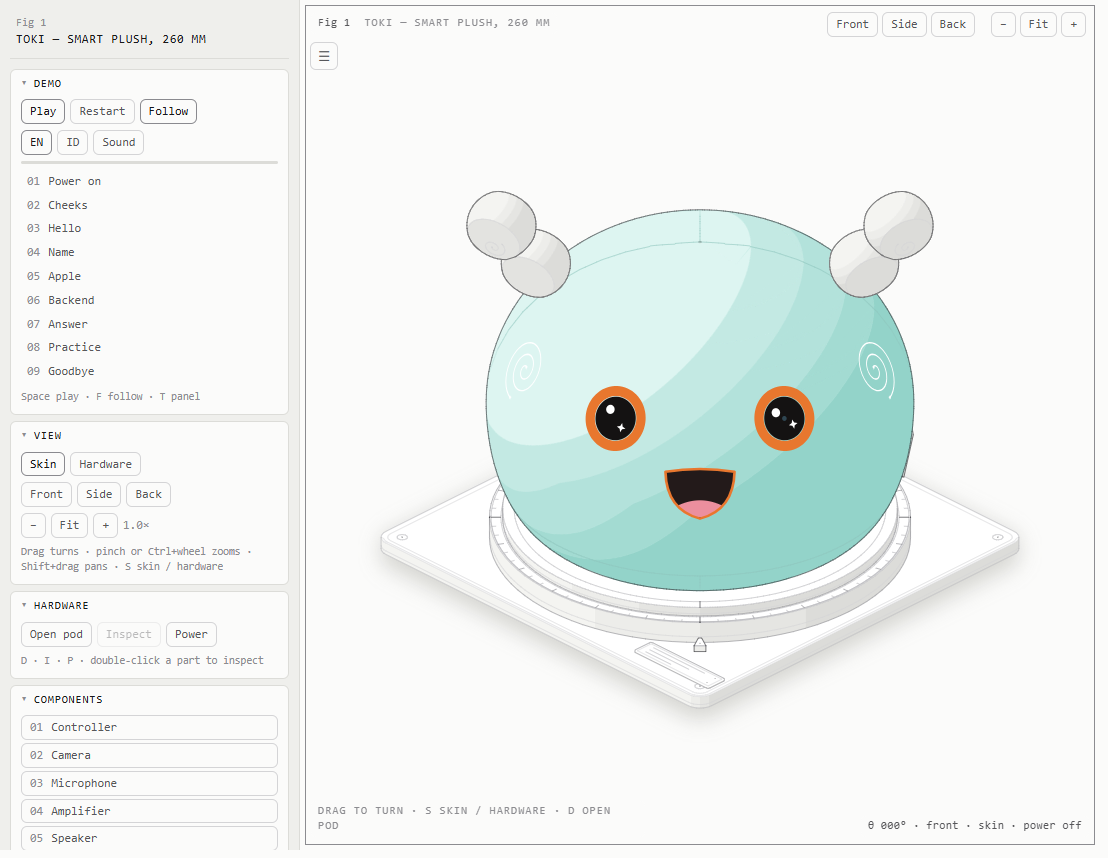 Fig 1
TOKI — SMART PLUSH, 260 MM
DEMO
Play Restart Follow
EN ID Sound
01 Power on
02 Cheeks
03 Hello
04 Name
05 Apple
06 Backend
07 Answer
08 Practice
09 Goodbye
Space play · F follow · T panel
VIEW
Skin Hardware
Front Side Back
− Fit + 1.0×
Drag turns · pinch or Ctrl+wheel zooms ·
Shift+drag pans · S skin / hardware
HARDWARE
Open pod Inspect Power
D · I · P · double-click a part to inspect
COMPONENTS
01 Controller
02 Camera
03 Microphone
04 Amplifier
05 Speaker
Fig 1 TOKI — SMART PLUSH, 260 MM
Front Side Back − Fit +
DRAG TO TURN · S SKIN / HARDWARE · D OPEN
POD
θ 000° · front · skin · power off